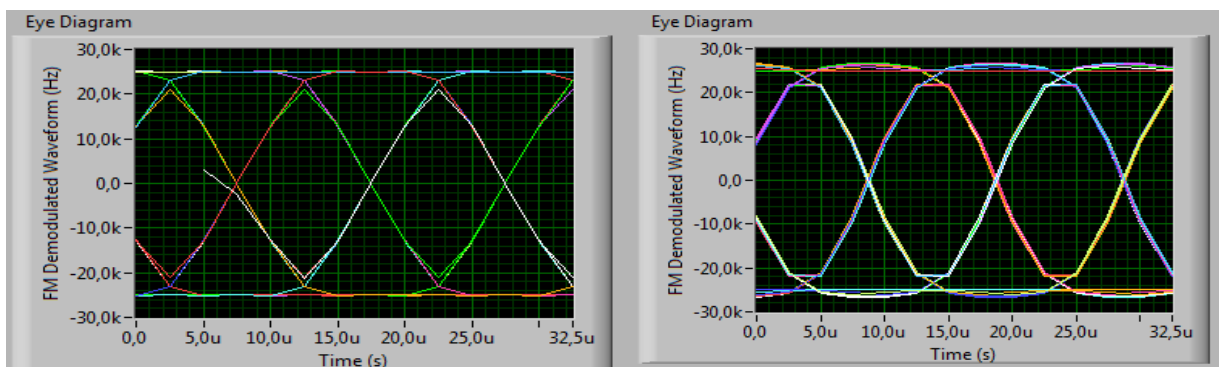 Eye Diagram
FM Demodulated Waveform (Hz)
30,0k
20,0k
10,0k
0,0
-10,0k
-20,0k
-30,0k
0,0 5,0u 10,0u 15,0u 20,0u 25,0u 32,5u
Time (s)
Eye Diagram
FM Demodulated Waveform (Hz)
30,0k
20,0k
10,0k
0,0
-10,0k
-20,0k
-30,0k
0,0 5,0u 10,0u 15,0u 20,0u 25,0u 32,5u
Time (s)